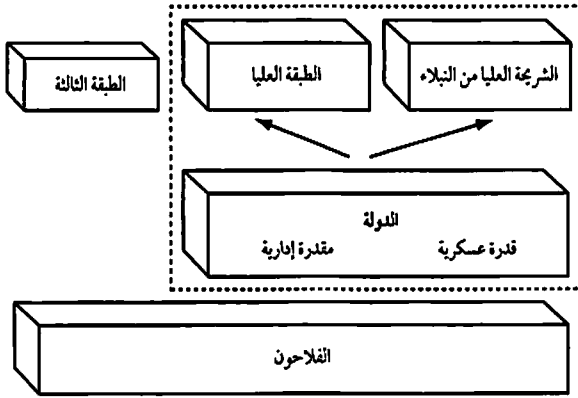 الشريحة العليا من النبلاء
الطبقة العليا
الطبقة الثالثة
الدولة
قدرة عسكرية
مقدرة إدارية
الفلاحون